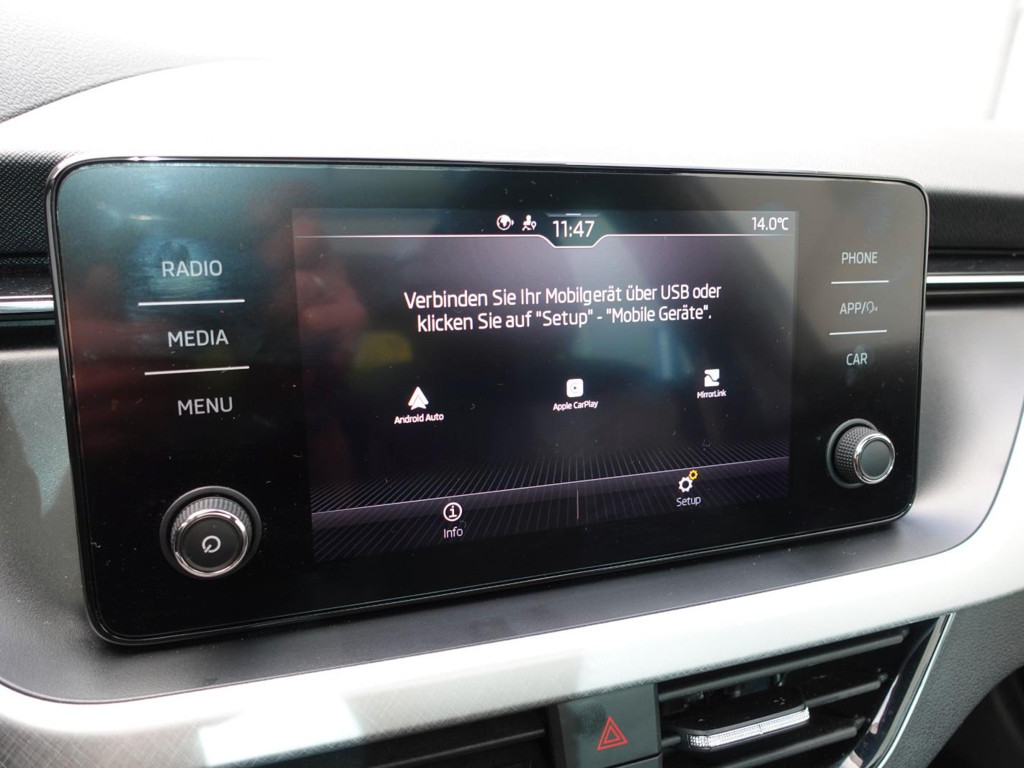 11:47
14.0°C
RADIO
MEDIA
MENU
Verbinden Sie Ihr Mobilgerät über USB oder
klicken Sie auf "Setup" - "Mobile Geräte".
Android Auto
Apple CarPlay
MirrorLink
Info
Setup
PHONE
APP/
CAR